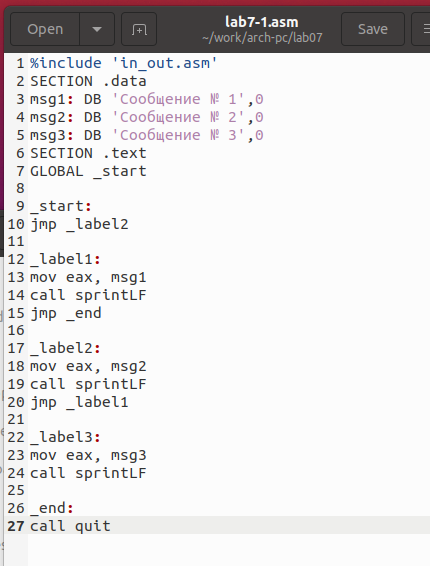 Open
lab7-1.asm
~/work/arch-pc/lab07
Save
1 %include 'in_out.asm'
2 SECTION .data
3 msg1: DB 'Сообщение № 1',0
4 msg2: DB 'Сообщение № 2',0
5 msg3: DB 'Сообщение № 3',0
6 SECTION .text
7 GLOBAL _start
8
9 _start:
10 jmp _label2
11
12 _label1:
13 mov eax, msg1
14 call sprintLF
15 jmp _end
16
17 _label2:
18 mov eax, msg2
19 call sprintLF
20 jmp _label1
21
22 _label3:
23 mov eax, msg3
24 call sprintLF
25
26 _end:
27 call quit